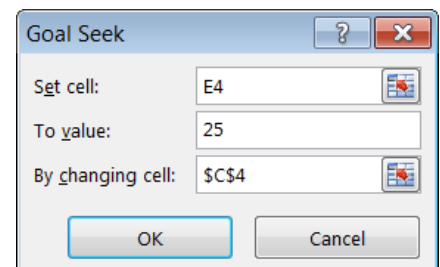 Goal Seek ?
Set cell: E4
To value: 25
By changing cell: $C$4
OK Cancel